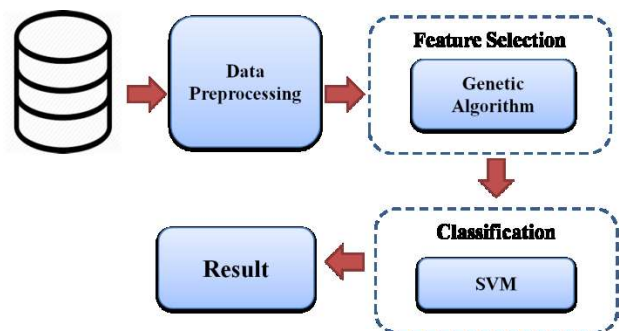 Data
Preprocessing
Feature Selection
Genetic
Algorithm
Classification
SVM
Result